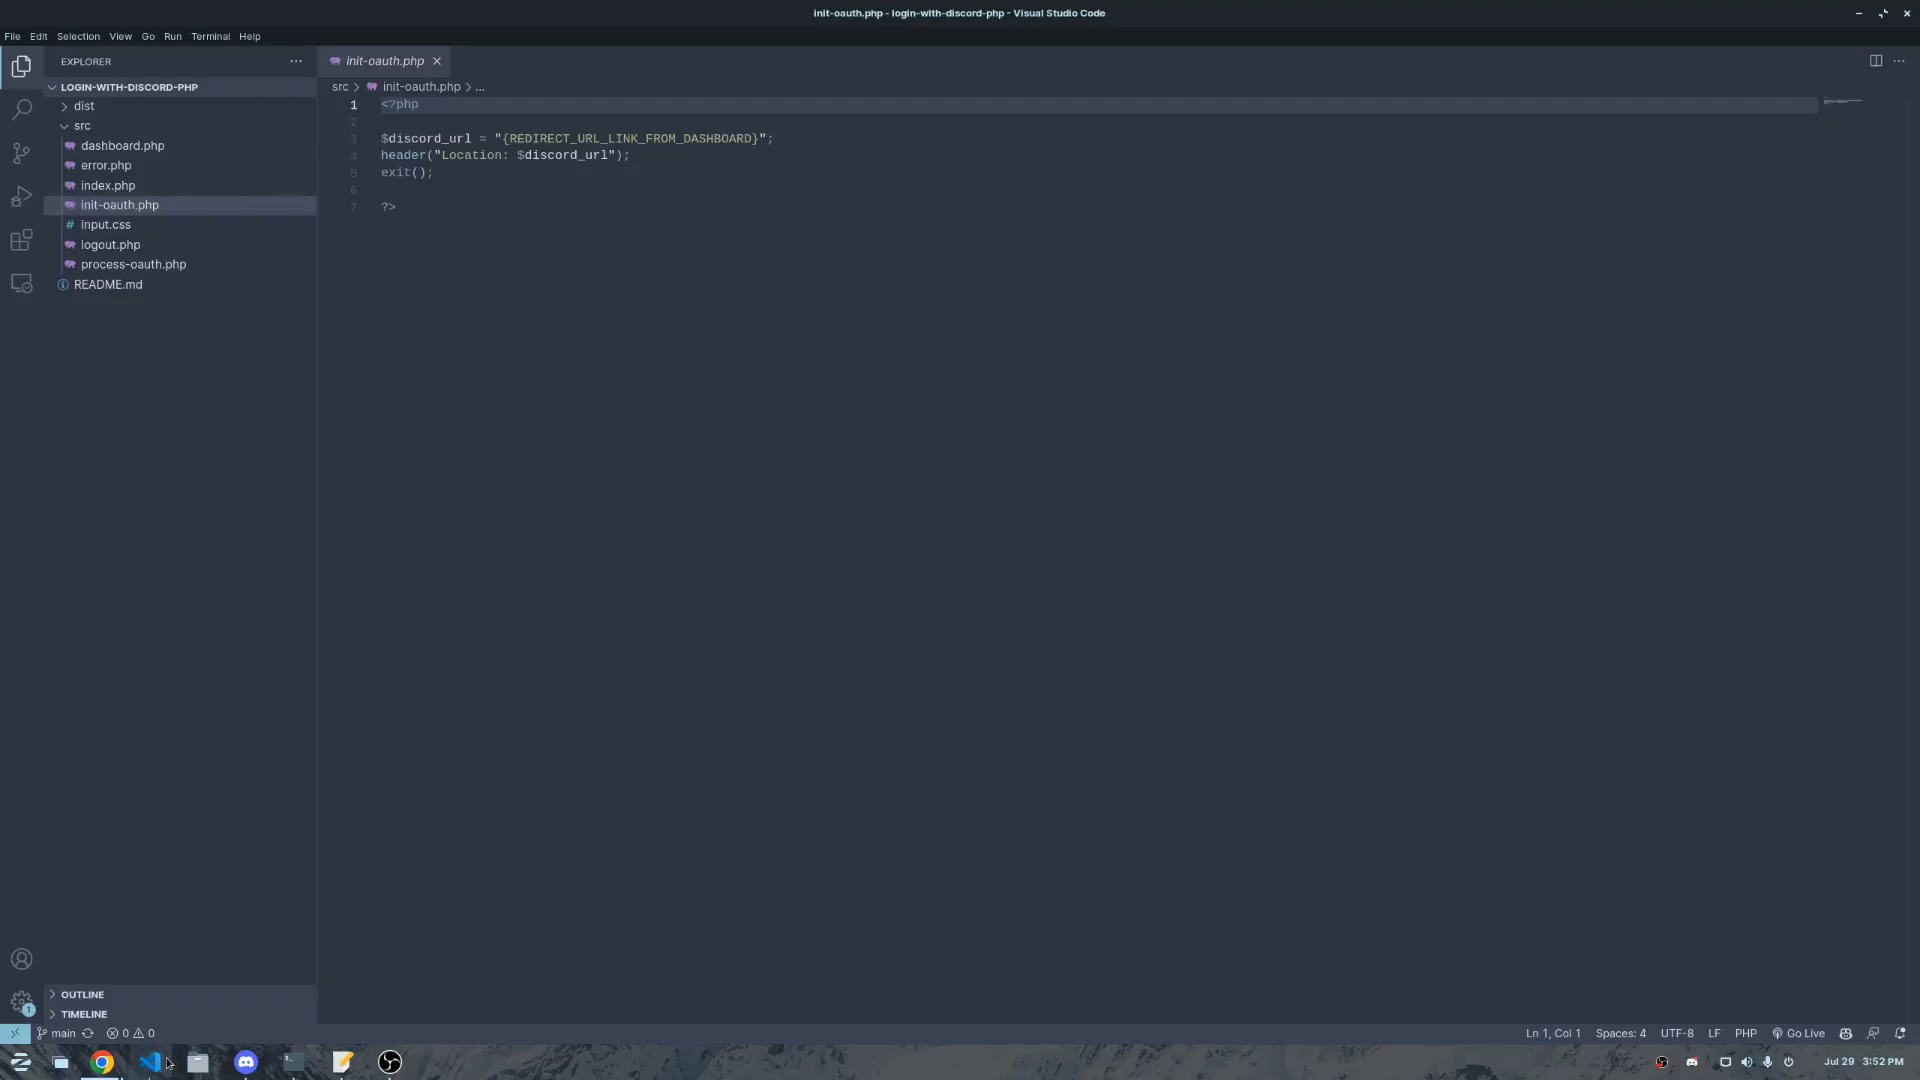 init-oauth.php - login-with-discord-php - Visual Studio Code
File Edit Selection View Go Run Terminal Help
EXPLORER
LOGIN-WITH-DISCORD-PHP
dist
src
dashboard.php
error.php
index.php
init-oauth.php
# input.css
logout.php
process-oauth.php
README.md
init-oauth.php
src > init-oauth.php > ...
1 <?php
2
3 $discord_url = "{REDIRECT_URL_LINK_FROM_DASHBOARD}";
4 header("Location: $discord_url");
5 exit();
6
7 ?>
1
OUTLINE
TIMELINE
main 0 0
Ln 1, Col 1 Spaces: 4 UTF-8 LF PHP Go Live
Jul 29 3:52 PM